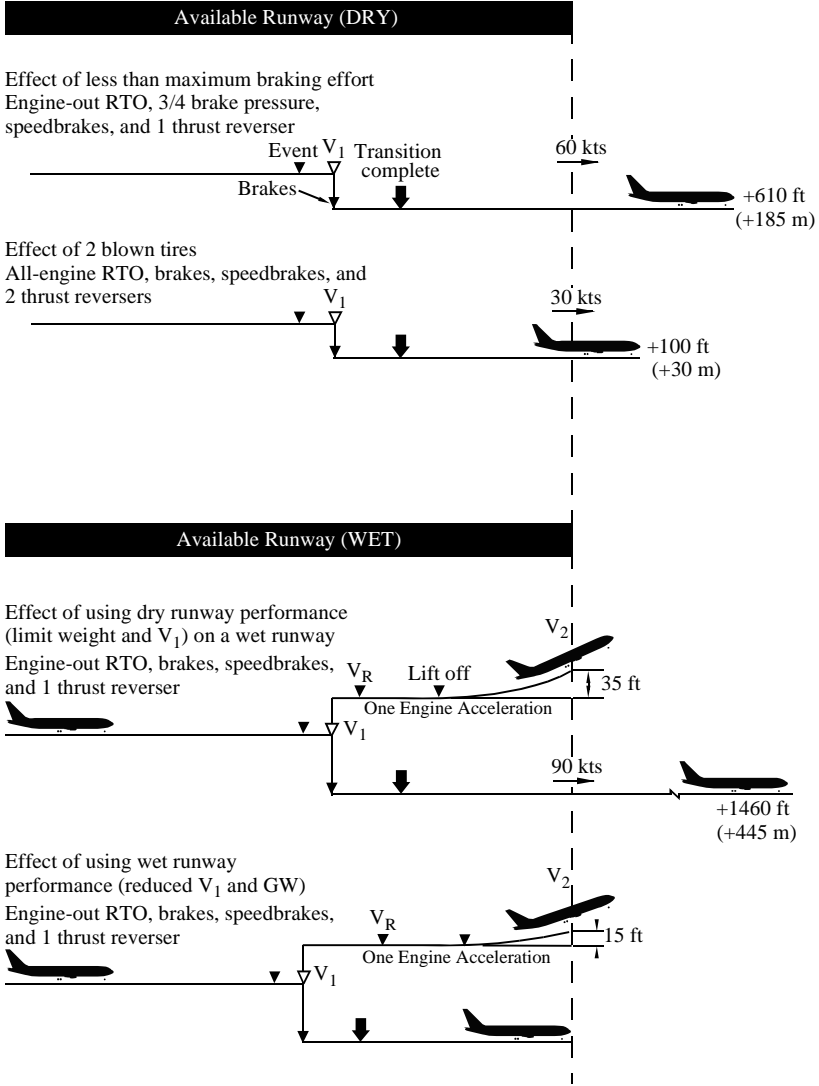 Available Runway (DRY)
Effect of less than maximum braking effort
Engine-out RTO, 3/4 brake pressure,
speedbrakes, and 1 thrust reverser
Event V1 Transition
complete
60 kts
Brakes
+610 ft
(+185 m)
Effect of 2 blown tires
All-engine RTO, brakes, speedbrakes, and
2 thrust reversers
V1
30 kts
+100 ft
(+30 m)
Available Runway (WET)
Effect of using dry runway performance
(limit weight and V1) on a wet runway
Engine-out RTO, brakes, speedbrakes,
and 1 thrust reverser
V2
VR
Lift off
35 ft
One Engine Acceleration
V1
90 kts
+1460 ft
(+445 m)
Effect of using wet runway
performance (reduced V1 and GW)
Engine-out RTO, brakes, speedbrakes,
and 1 thrust reverser
V2
VR
15 ft
One Engine Acceleration
V1